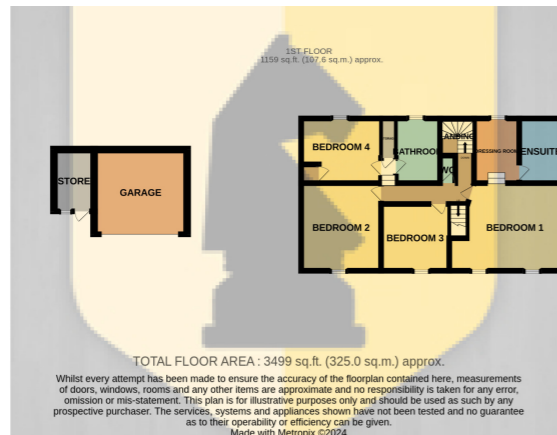 1ST FLOOR
1159 sq.ft. (107.6 sq.m.) approx.
BEDROOM 4
BATHROOM
LANDING
DRESSING ROOM
ENSUITE
STORE
GARAGE
WC
BEDROOM 2
BEDROOM 3
BEDROOM 1
TOTAL FLOOR AREA : 3499 sq.ft. (325.0 sq.m.) approx.
Whilst every attempt has been made to ensure the accuracy of the floorplan contained here, measurements
of doors, windows, rooms and any other items are approximate and no responsibility is taken for any error,
omission or mis-statement. This plan is for illustrative purposes only and should be used as such by any
prospective purchaser. The services, systems and appliances shown have not been tested and no guarantee
as to their operability or efficiency can be given.
Made with Metropix ©2024